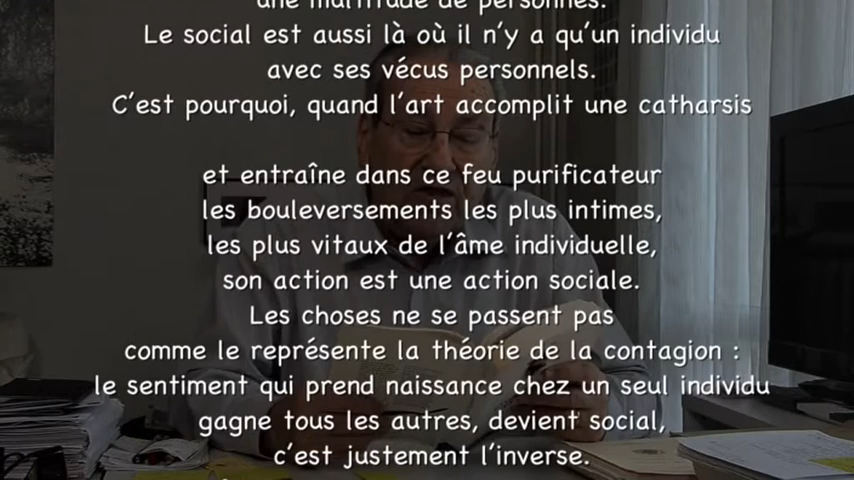 une multitude de personnes.
Le social est aussi là où il n'y a qu'un individu
avec ses vécus personnels.
C'est pourquoi, quand l'art accomplit une catharsis
et entraîne dans ce feu purificateur
les bouleversements les plus intimes,
les plus vitaux de l'âme individuelle,
son action est une action sociale.
Les choses ne se passent pas
comme le représente la théorie de la contagion :
le sentiment qui prend naissance chez un seul individu
gagne tous les autres, devient social,
c'est justement l'inverse.